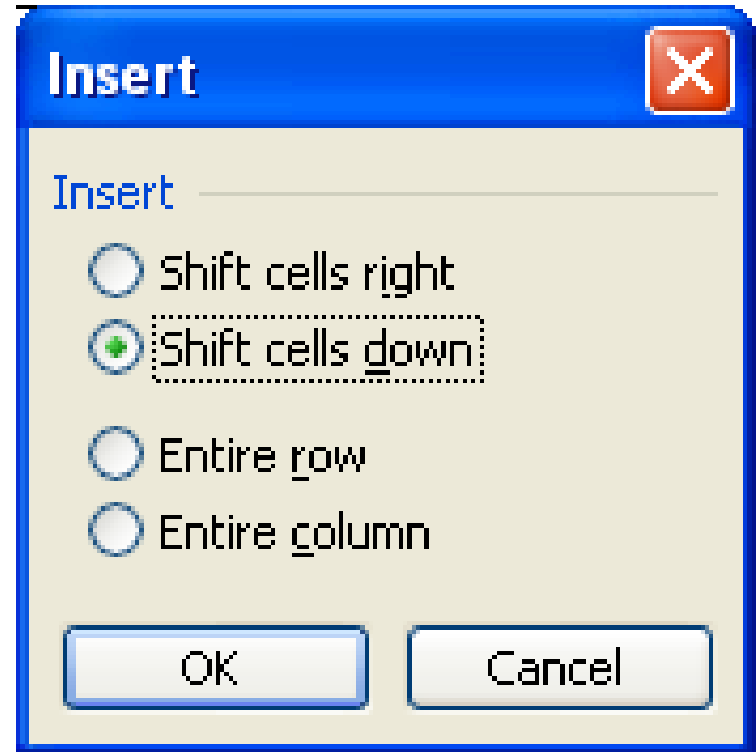 Insert
Insert
Shift cells right
Shift cells down
Entire row
Entire column
OK Cancel